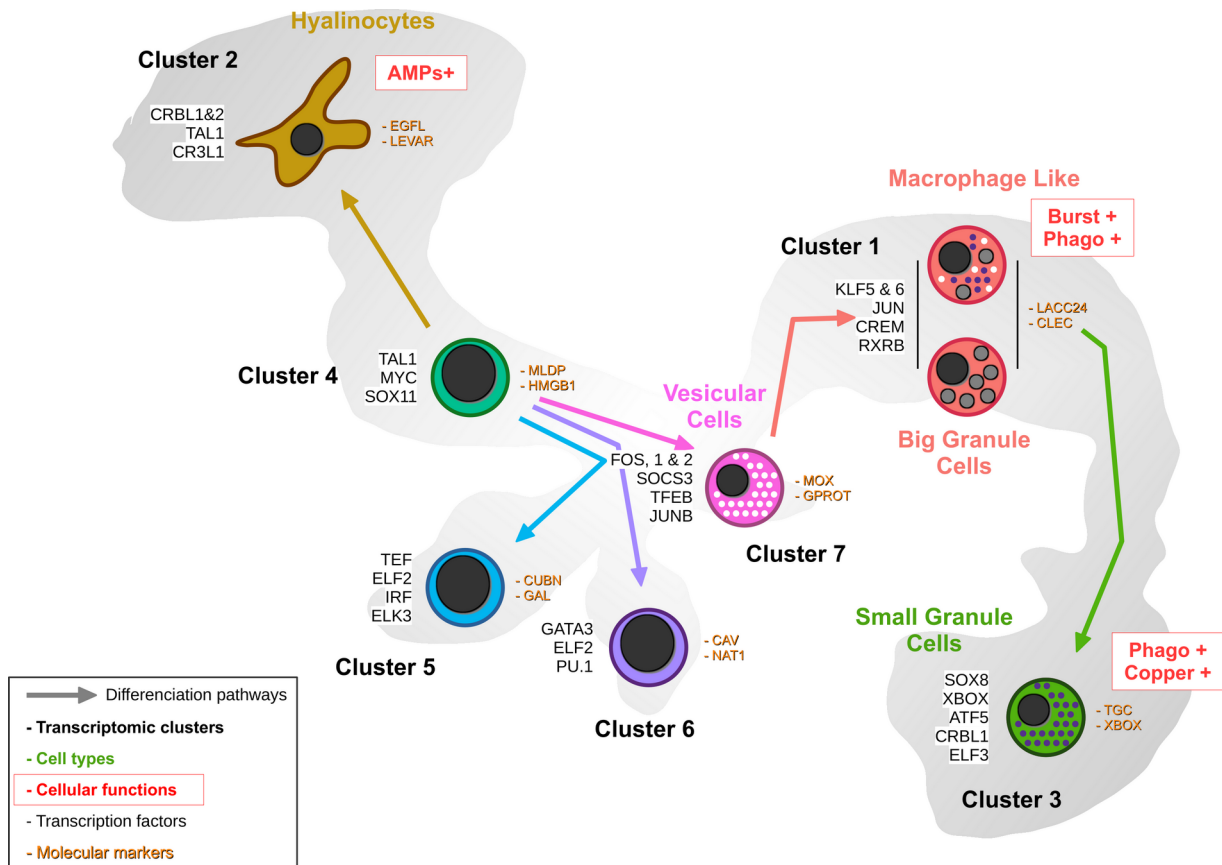 Hyalinocytes
Cluster 2
AMPs+
CRBL1&2
TAL1
CR3L1
- EGFL
- LEVAR
Macrophage Like
Burst +
Phago +
Cluster 1
KLF5 & 6
JUN
CREM
RXRB
- LACC24
- CLEC
Big Granule
Cells
Cluster 4
TAL1
MYC
SOX11
- MLDP
- HMGB1
Vesicular
Cells
FOS, 1 & 2
SOCS3
TFEB
JUNB
- MOX
- GPROT
Cluster 7
TEF
ELF2
IRF
ELK3
- CUBN
- GAL
Cluster 5
GATA3
ELF2
PU.1
- CAV
- NAT1
Cluster 6
Small Granule
Cells
Phago +
Copper +
SOX8
XBOX
ATF5
CRBL1
ELF3
- TGC
- XBOX
Cluster 3
Differenciation pathways
- Transcriptomic clusters
- Cell types
- Cellular functions
- Transcription factors
- Molecular markers